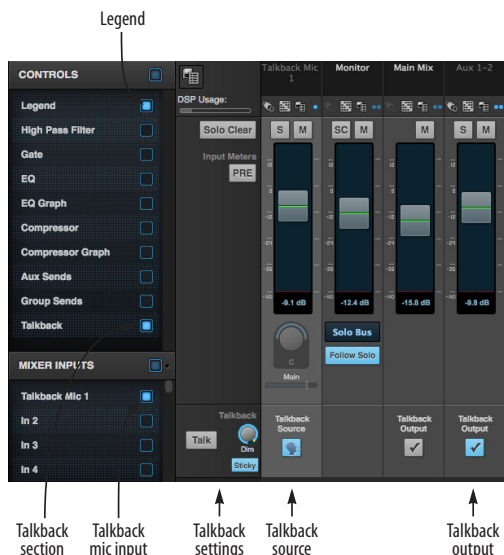 Legend
CONTROLS
Legend
High Pass Filter
Gate
EQ
EQ Graph
Compressor
Compressor Graph
Aux Sends
Group Sends
Talkback
MIXER INPUTS
Talkback Mic 1
In 2
In 3
In 4
DSP Usage:
Solo Clear
Input Meters
PRE
Talkback
Talk
Dim
Sticky
Talkback Mic
1
S M
-9.1 dB
C
Main
Talkback
Source
Monitor
SC M
-12.4 dB
Solo Bus
Follow Solo
Main Mix
M
-15.8 dB
Talkback
Output
Aux 1-2
S M
-9.8 dB
Talkback
Output
Talkback
section
Talkback
mic input
Talkback
settings
Talkback
source
Talkback
output